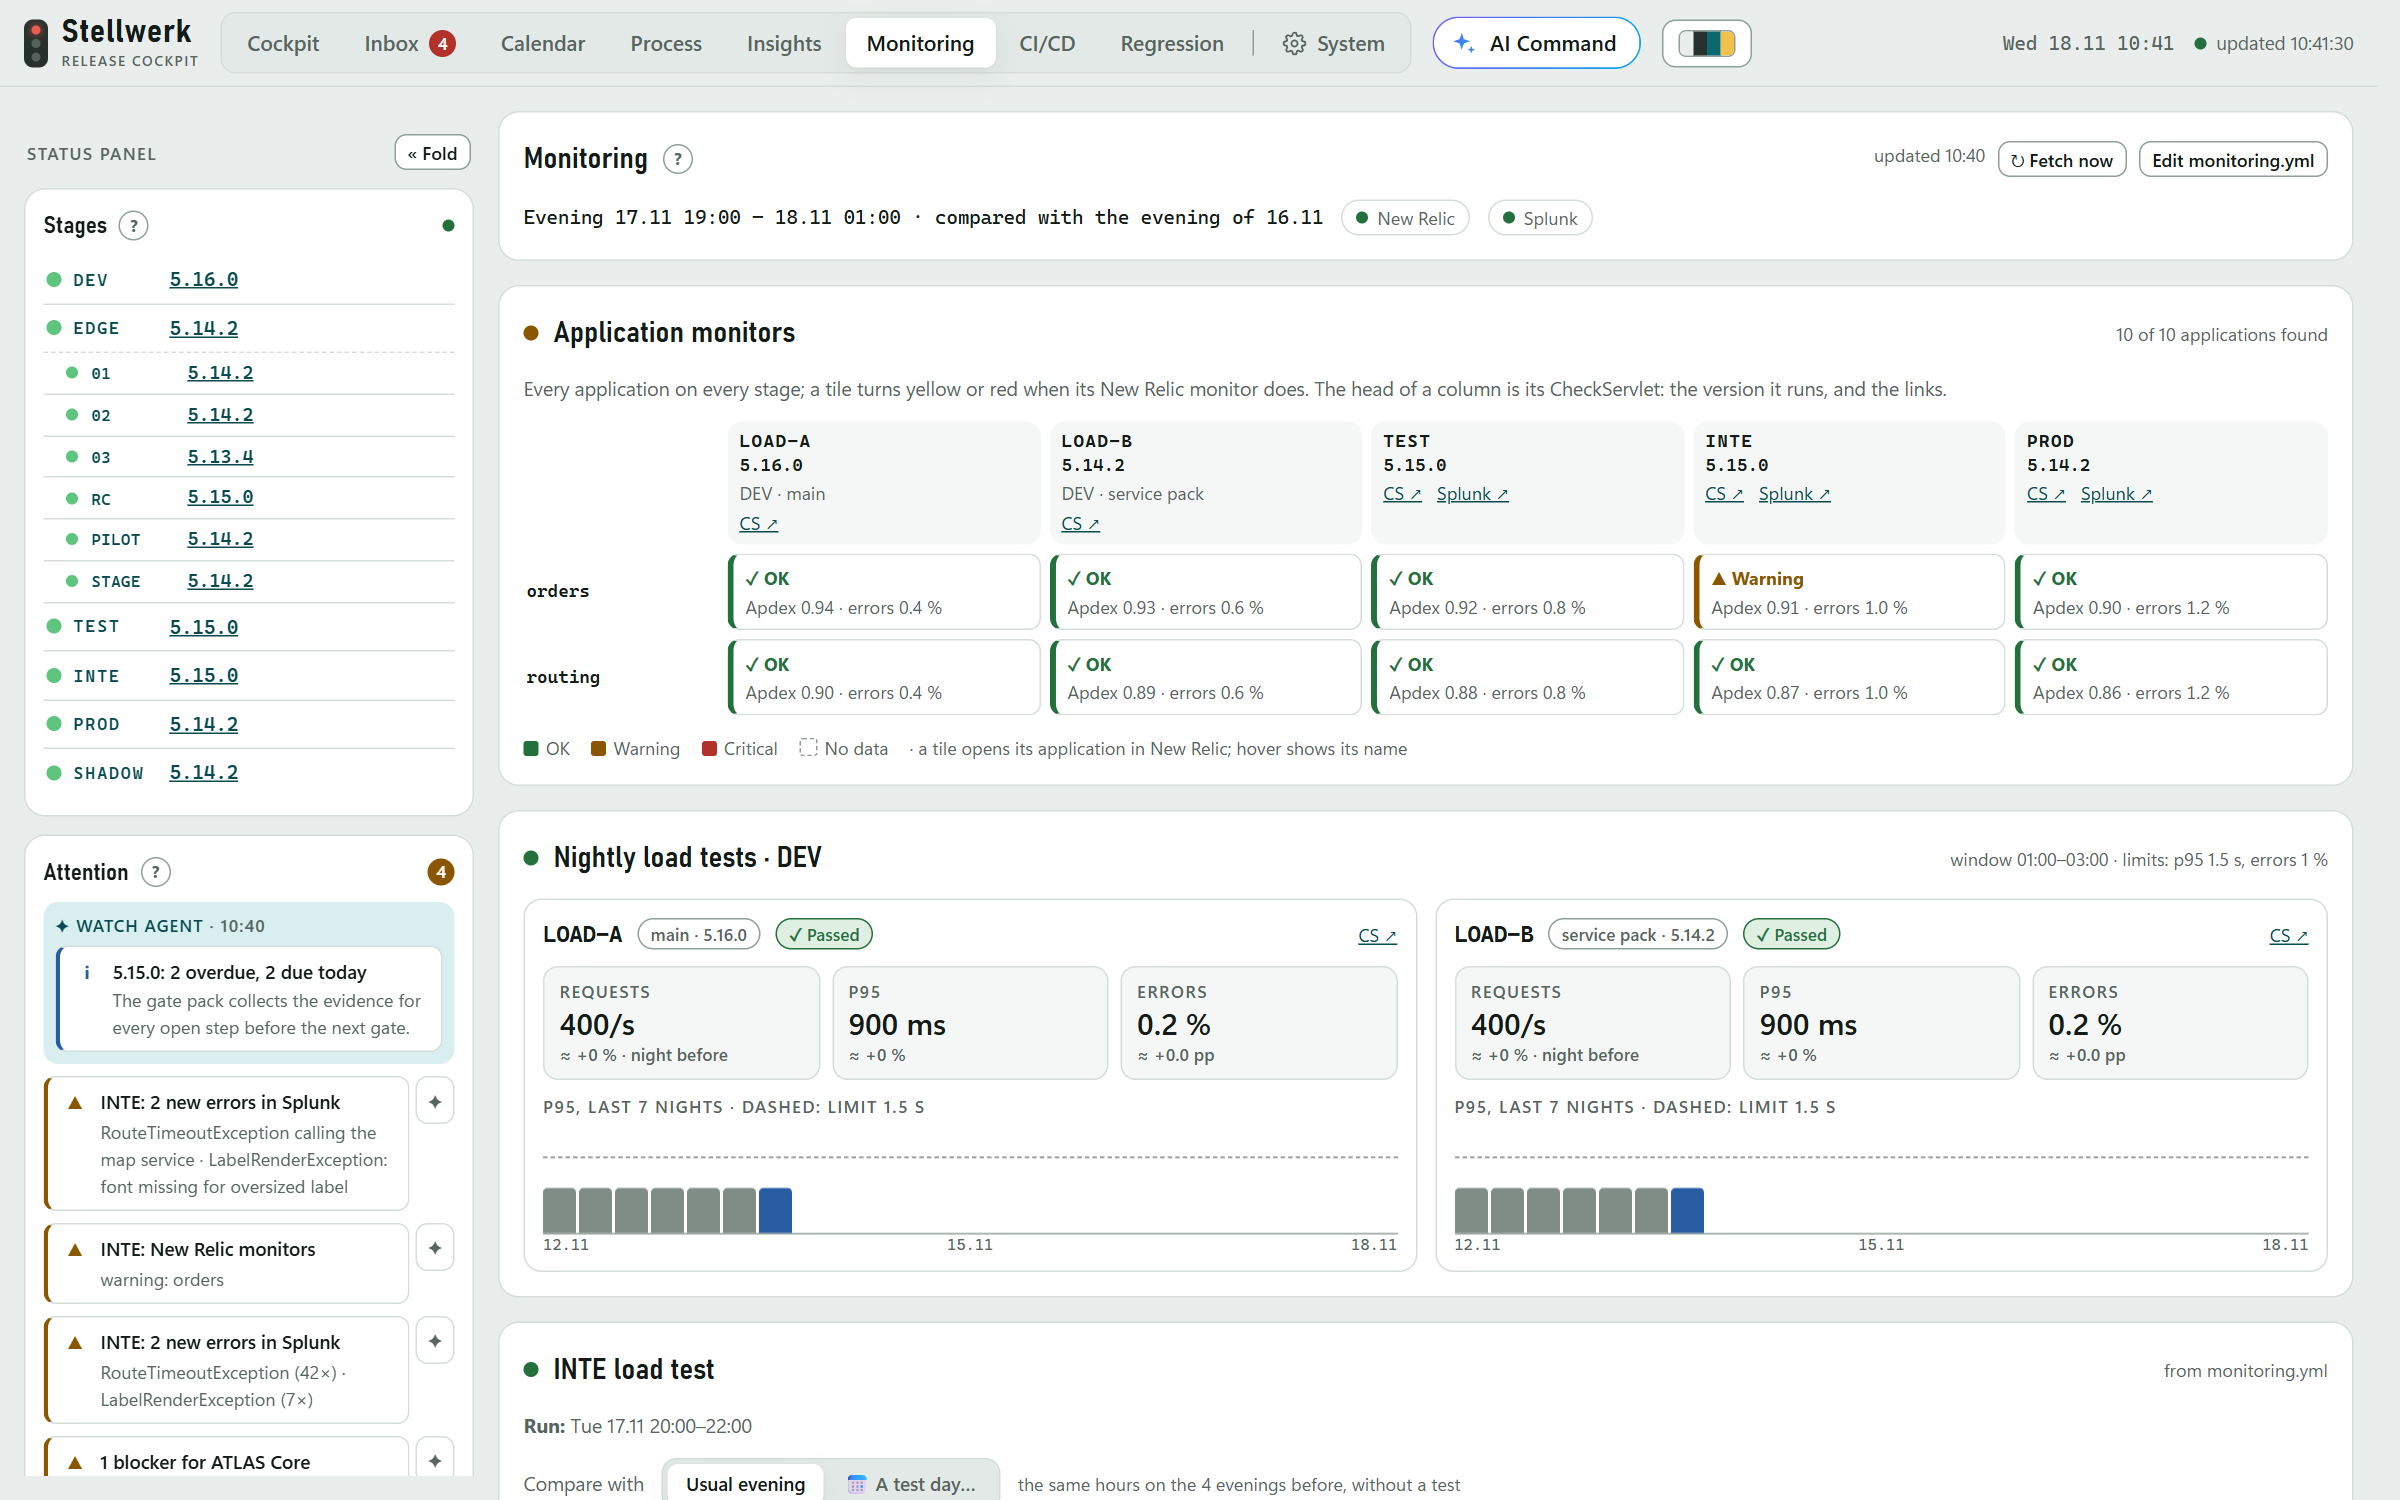 Stellwerk
RELEASE COCKPIT
Cockpit
Inbox 4
Calendar
Process
Insights
Monitoring
CI/CD
Regression
System
AI Command
Wed 18.11 10:41
updated 10:41:30
STATUS PANEL
« Fold
Stages ?
DEV 5.16.0
EDGE 5.14.2
01 5.14.2
02 5.14.2
03 5.13.4
RC 5.15.0
PILOT 5.14.2
STAGE 5.14.2
TEST 5.15.0
INTE 5.15.0
PROD 5.14.2
SHADOW 5.14.2
Attention ? 4
✦ WATCH AGENT · 10:40
i 5.15.0: 2 overdue, 2 due today
The gate pack collects the evidence for
every open step before the next gate.
▲ INTE: 2 new errors in Splunk ✦
RouteTimeoutException calling the
map service · LabelRenderException:
font missing for oversized label
▲ INTE: New Relic monitors ✦
warning: orders
▲ INTE: 2 new errors in Splunk ✦
RouteTimeoutException (42×) ·
LabelRenderException (7×)
▲ 1 blocker for ATLAS Core ✦
Monitoring ?
updated 10:40
↻ Fetch now
Edit monitoring.yml
Evening 17.11 19:00 – 18.11 01:00 · compared with the evening of 16.11
New Relic
Splunk
Application monitors
10 of 10 applications found
Every application on every stage; a tile turns yellow or red when its New Relic monitor does. The head of a column is its CheckServlet: the version it runs, and the links.
LOAD-A
5.16.0
DEV · main
CS ↗
LOAD-B
5.14.2
DEV · service pack
CS ↗
TEST
5.15.0
CS ↗ Splunk ↗
INTE
5.15.0
CS ↗ Splunk ↗
PROD
5.14.2
CS ↗ Splunk ↗
orders
✓ OK
Apdex 0.94 · errors 0.4 %
✓ OK
Apdex 0.93 · errors 0.6 %
✓ OK
Apdex 0.92 · errors 0.8 %
▲ Warning
Apdex 0.91 · errors 1.0 %
✓ OK
Apdex 0.90 · errors 1.2 %
routing
✓ OK
Apdex 0.90 · errors 0.4 %
✓ OK
Apdex 0.89 · errors 0.6 %
✓ OK
Apdex 0.88 · errors 0.8 %
✓ OK
Apdex 0.87 · errors 1.0 %
✓ OK
Apdex 0.86 · errors 1.2 %
OK Warning Critical No data · a tile opens its application in New Relic; hover shows its name
Nightly load tests · DEV
window 01:00–03:00 · limits: p95 1.5 s, errors 1 %
LOAD-A main · 5.16.0 ✓ Passed CS ↗
REQUESTS
400/s
≈ +0 % · night before
P95
900 ms
≈ +0 %
ERRORS
0.2 %
≈ +0.0 pp
P95, LAST 7 NIGHTS · DASHED: LIMIT 1.5 S
12.11 15.11 18.11
LOAD-B service pack · 5.14.2 ✓ Passed CS ↗
REQUESTS
400/s
≈ +0 % · night before
P95
900 ms
≈ +0 %
ERRORS
0.2 %
≈ +0.0 pp
P95, LAST 7 NIGHTS · DASHED: LIMIT 1.5 S
12.11 15.11 18.11
INTE load test
from monitoring.yml
Run: Tue 17.11 20:00–22:00
Compare with Usual evening A test day... the same hours on the 4 evenings before, without a test